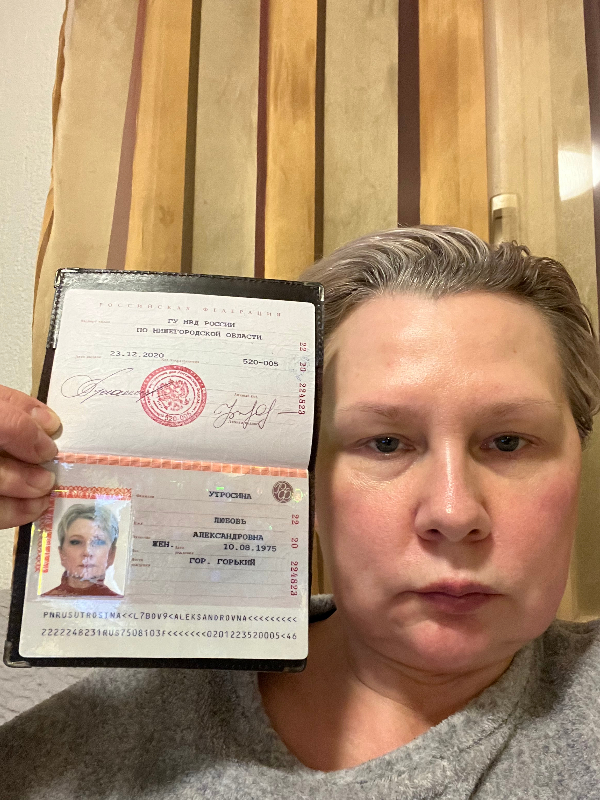 РОССИЙСКАЯ ФЕДЕРАЦИЯ
ГУ МВД РОССИИ
ПО НИЖЕГОРОДСКОЙ ОБЛАСТИ
23.12.2020 520-005
22 20 224823
УТРОСИНА
ЛЮБОВЬ
АЛЕКСАНДРОВНА
ЖЕН. 10.08.1975
ГОР. ГОРЬКИЙ
22 20 224823
PNRUSUTROSINA<<L7BOV9<ALEKSANDROVNA<<<<<<<<<
2222248231RUS7508103F<<<<<<<0201223520005<46